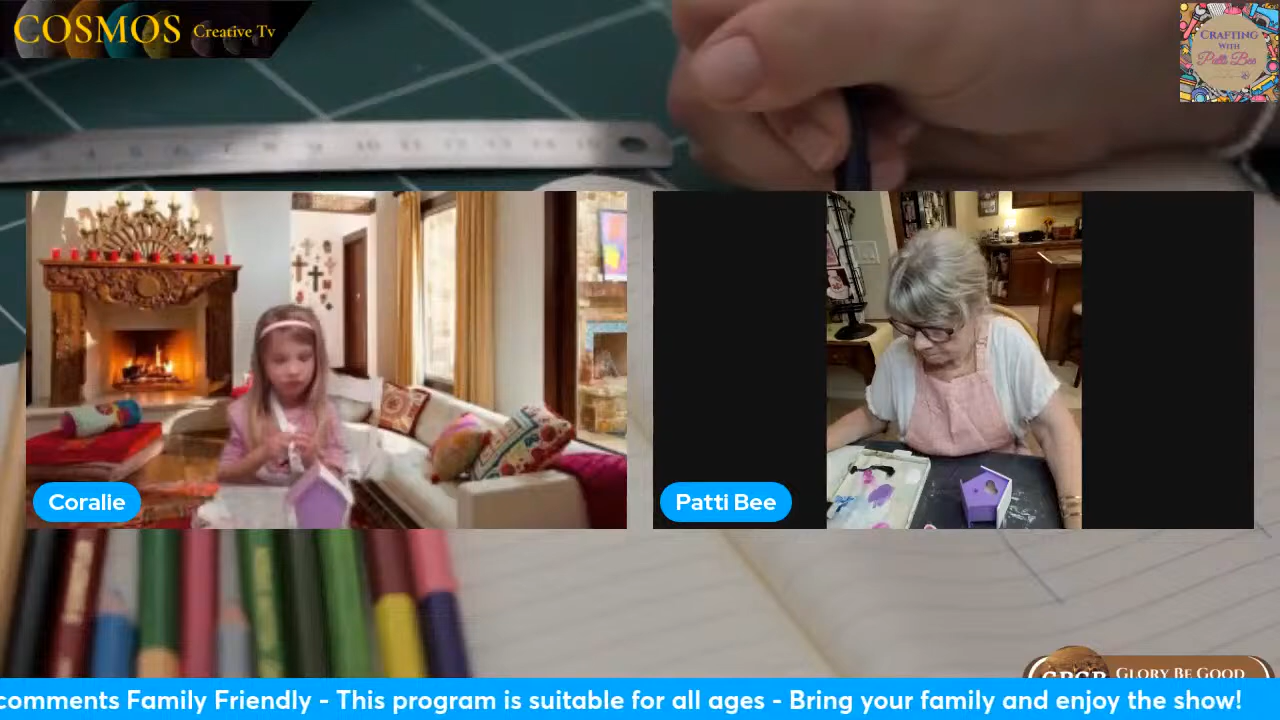 COSMOS Creative Tv
CRAFTING
WITH
Patti Bee
Coralie
Patti Bee
GLORY BE GOOD
comments Family Friendly - This program is suitable for all ages - Bring your family and enjoy the show!